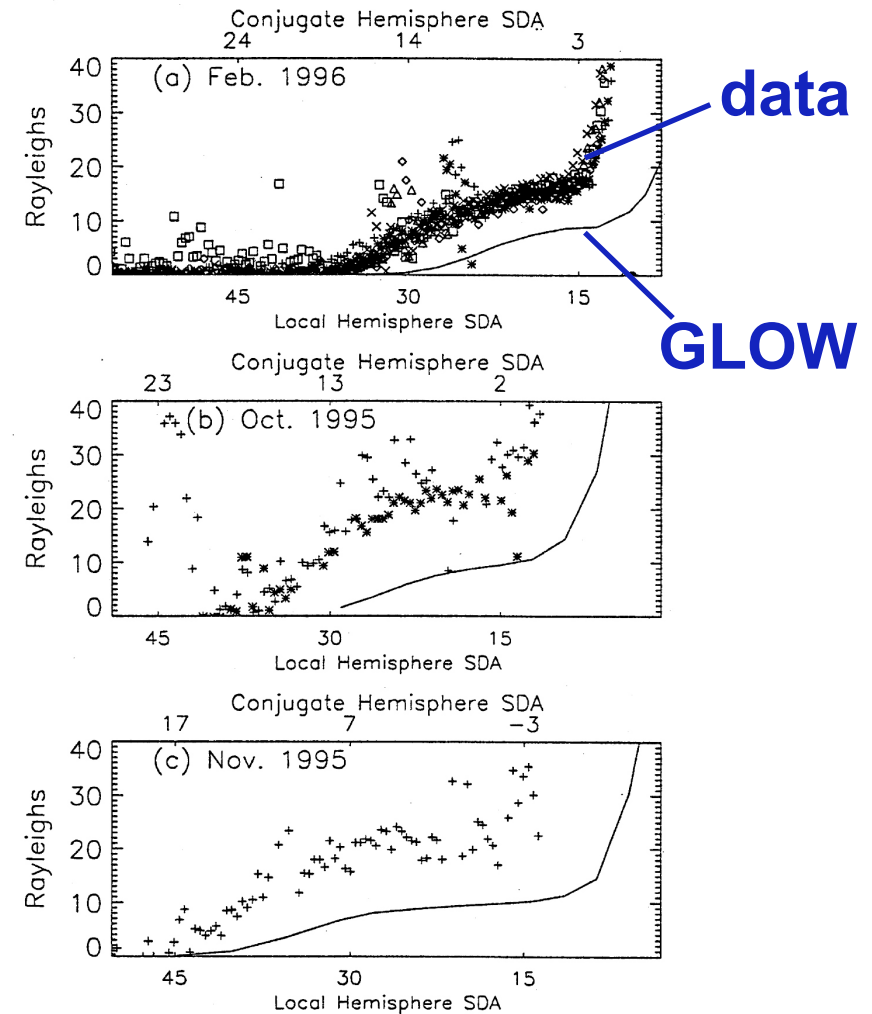 Conjugate Hemisphere SDA
24 14 3
(a) Feb. 1996
data
40
30
20
10
0
Rayleighs
45 30 15
Local Hemisphere SDA
GLOW
Conjugate Hemisphere SDA
23 13 2
(b) Oct. 1995
40
30
20
10
0
Rayleighs
45 30 15
Local Hemisphere SDA
Conjugate Hemisphere SDA
17 7 -3
(c) Nov. 1995
40
30
20
10
0
Rayleighs
45 30 15
Local Hemisphere SDA